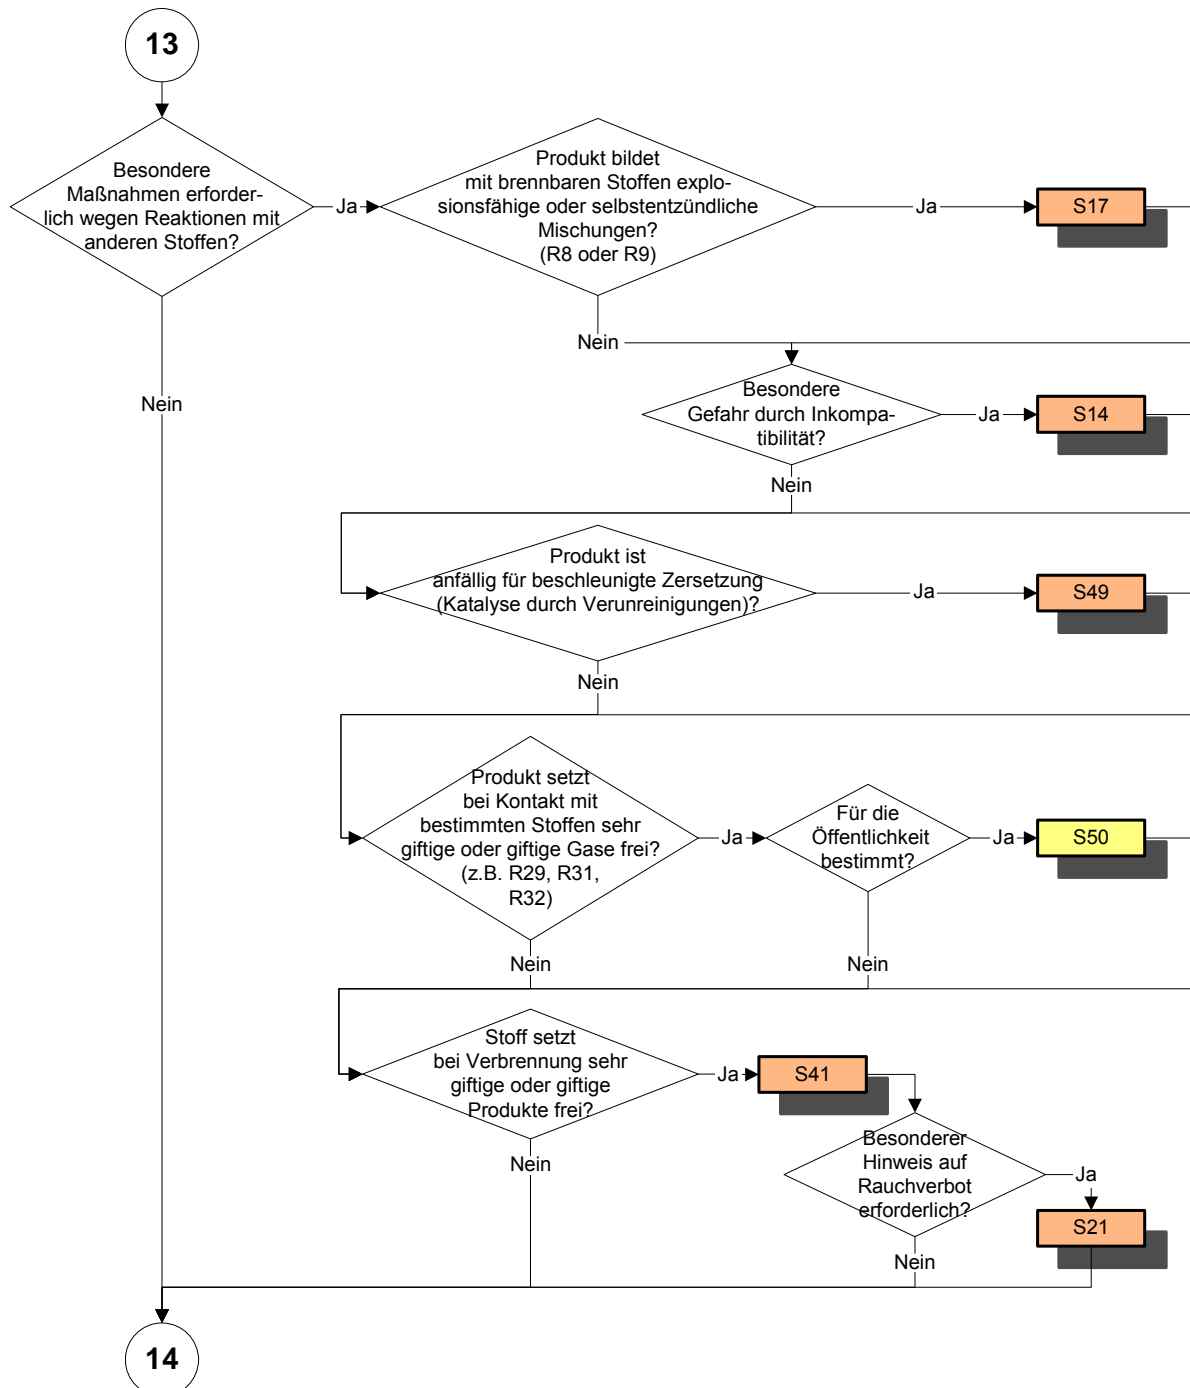 13
Besondere
Maßnahmen erforder-
lich wegen Reaktionen mit
anderen Stoffen?
Ja
Produkt bildet
mit brennbaren Stoffen explo-
sionsfähige oder selbstentzündliche
Mischungen?
(R8 oder R9)
Ja
S17
Nein
Nein
Besondere
Gefahr durch Inkompa-
tibilität?
Ja
S14
Nein
Produkt ist
anfällig für beschleunigte Zersetzung
(Katalyse durch Verunreinigungen)?
Ja
S49
Nein
Produkt setzt
bei Kontakt mit
bestimmten Stoffen sehr
giftige oder giftige Gase frei?
(z.B. R29, R31,
R32)
Ja
Für die
Öffentlichkeit
bestimmt?
Ja
S50
Nein
Nein
Stoff setzt
bei Verbrennung sehr
giftige oder giftige
Produkte frei?
Ja
S41
Nein
Besonderer
Hinweis auf
Rauchverbot
erforderlich?
Ja
S21
Nein
14